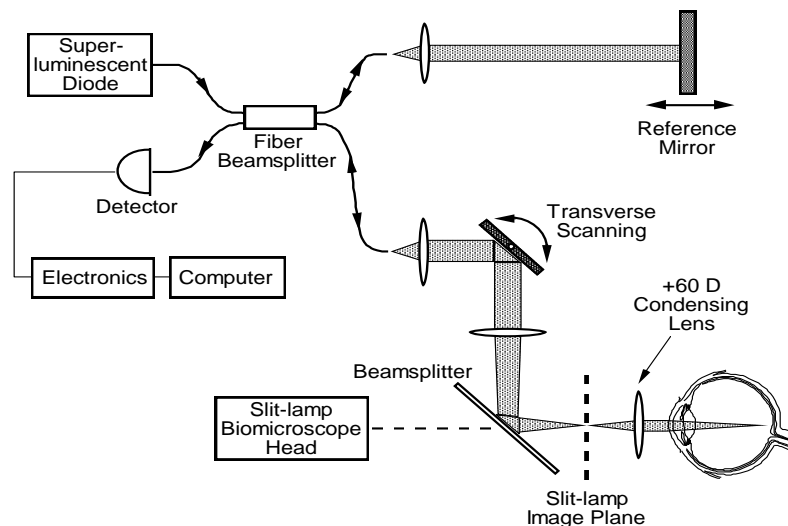 Super-
luminescent
Diode
Fiber
Beamsplitter
Reference
Mirror
Detector
Transverse
Scanning
Electronics
Computer
+60 D
Condensing
Lens
Beamsplitter
Slit-lamp
Biomicroscope
Head
Slit-lamp
Image Plane